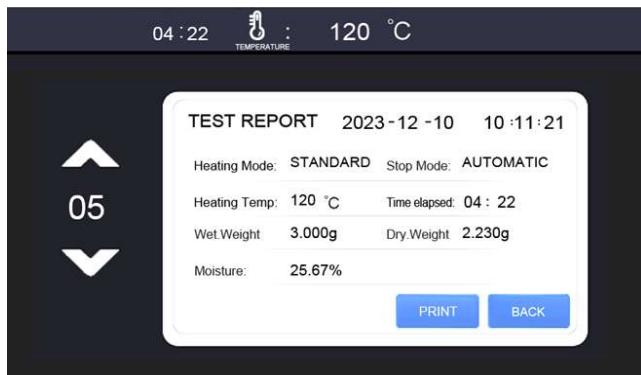 04 : 22 TEMPERATURE : 120 °C
TEST REPORT 2023-12-10 10:11:21
Heating Mode: STANDARD Stop Mode: AUTOMATIC
05
Heating Temp: 120 °C Time elapsed: 04 : 22
Wet.Weight 3.000g Dry.Weight 2.230g
Moisture: 25.67%
PRINT BACK